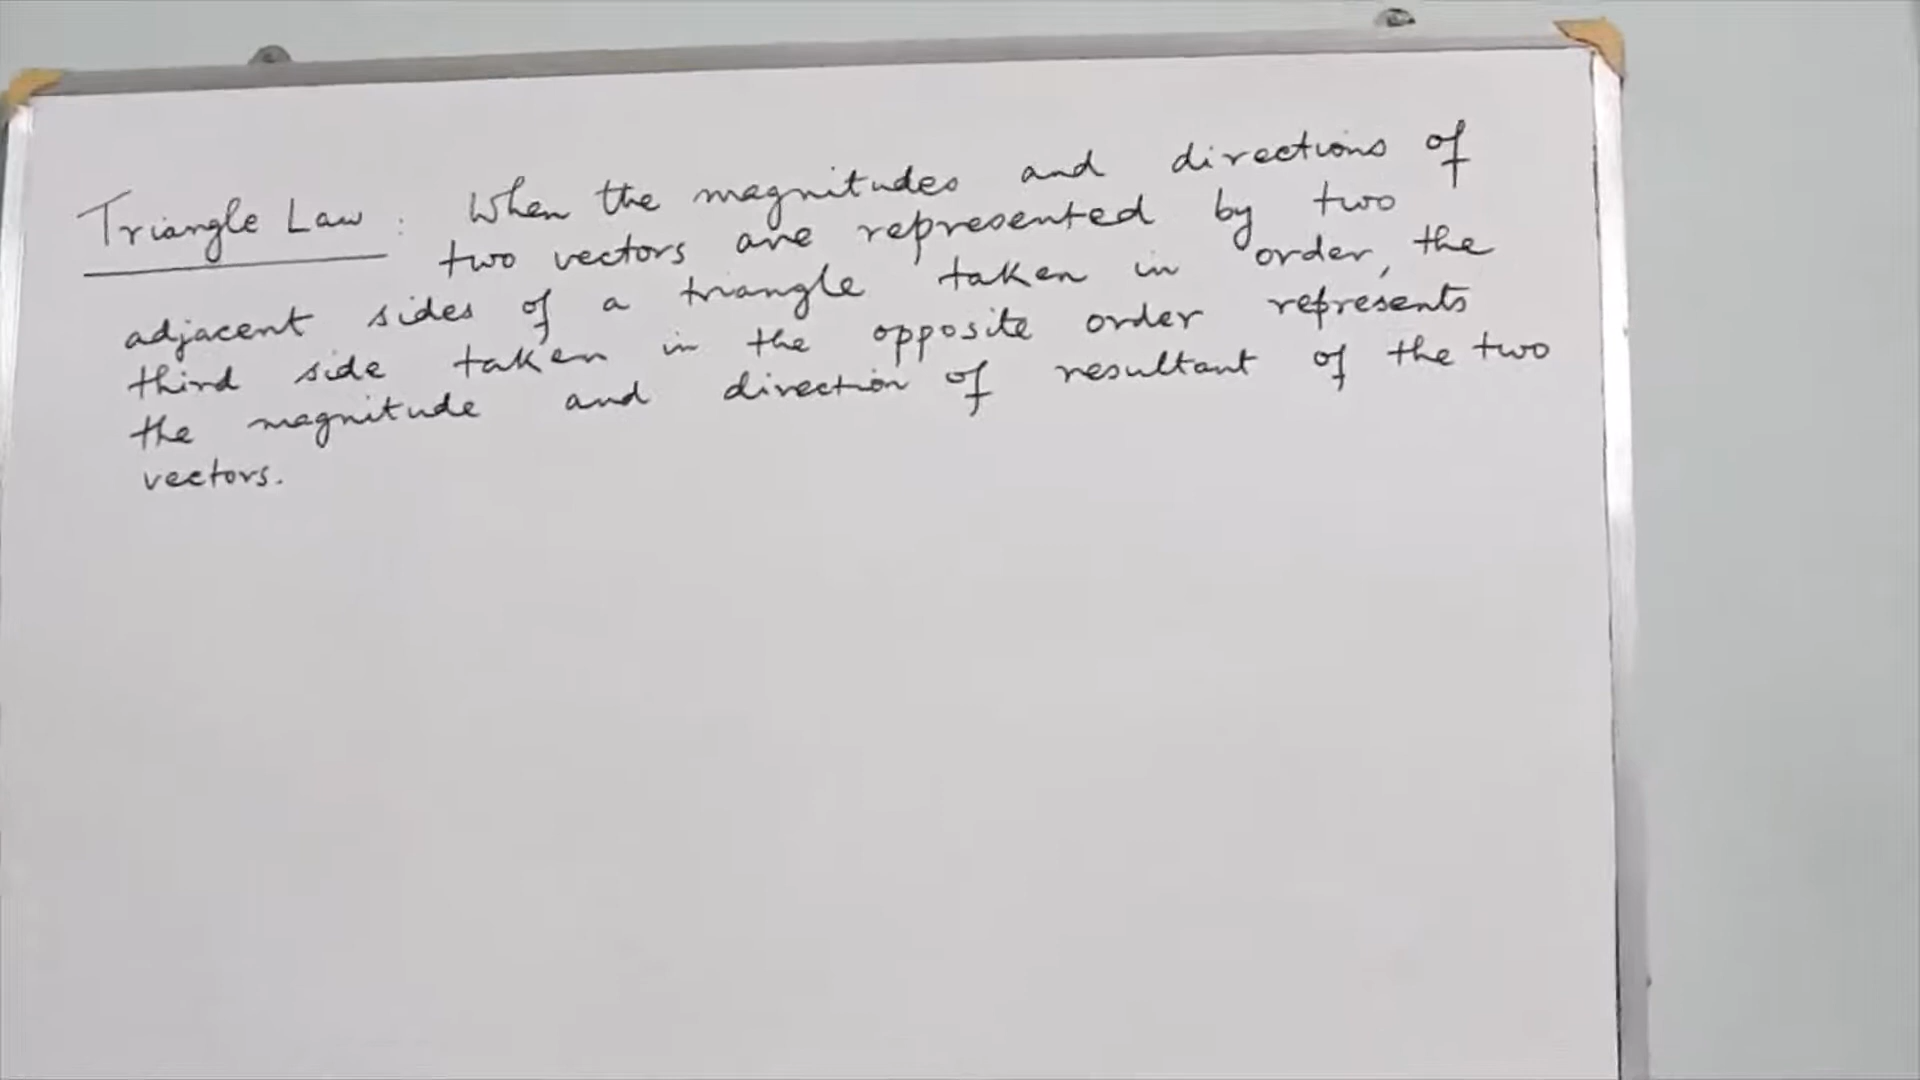 Triangle Law : When the magnitudes and directions of
two vectors are represented by two
adjacent sides of a triangle taken in order, the
third side taken in the opposite order represents
the magnitude and direction of resultant of the two
vectors.